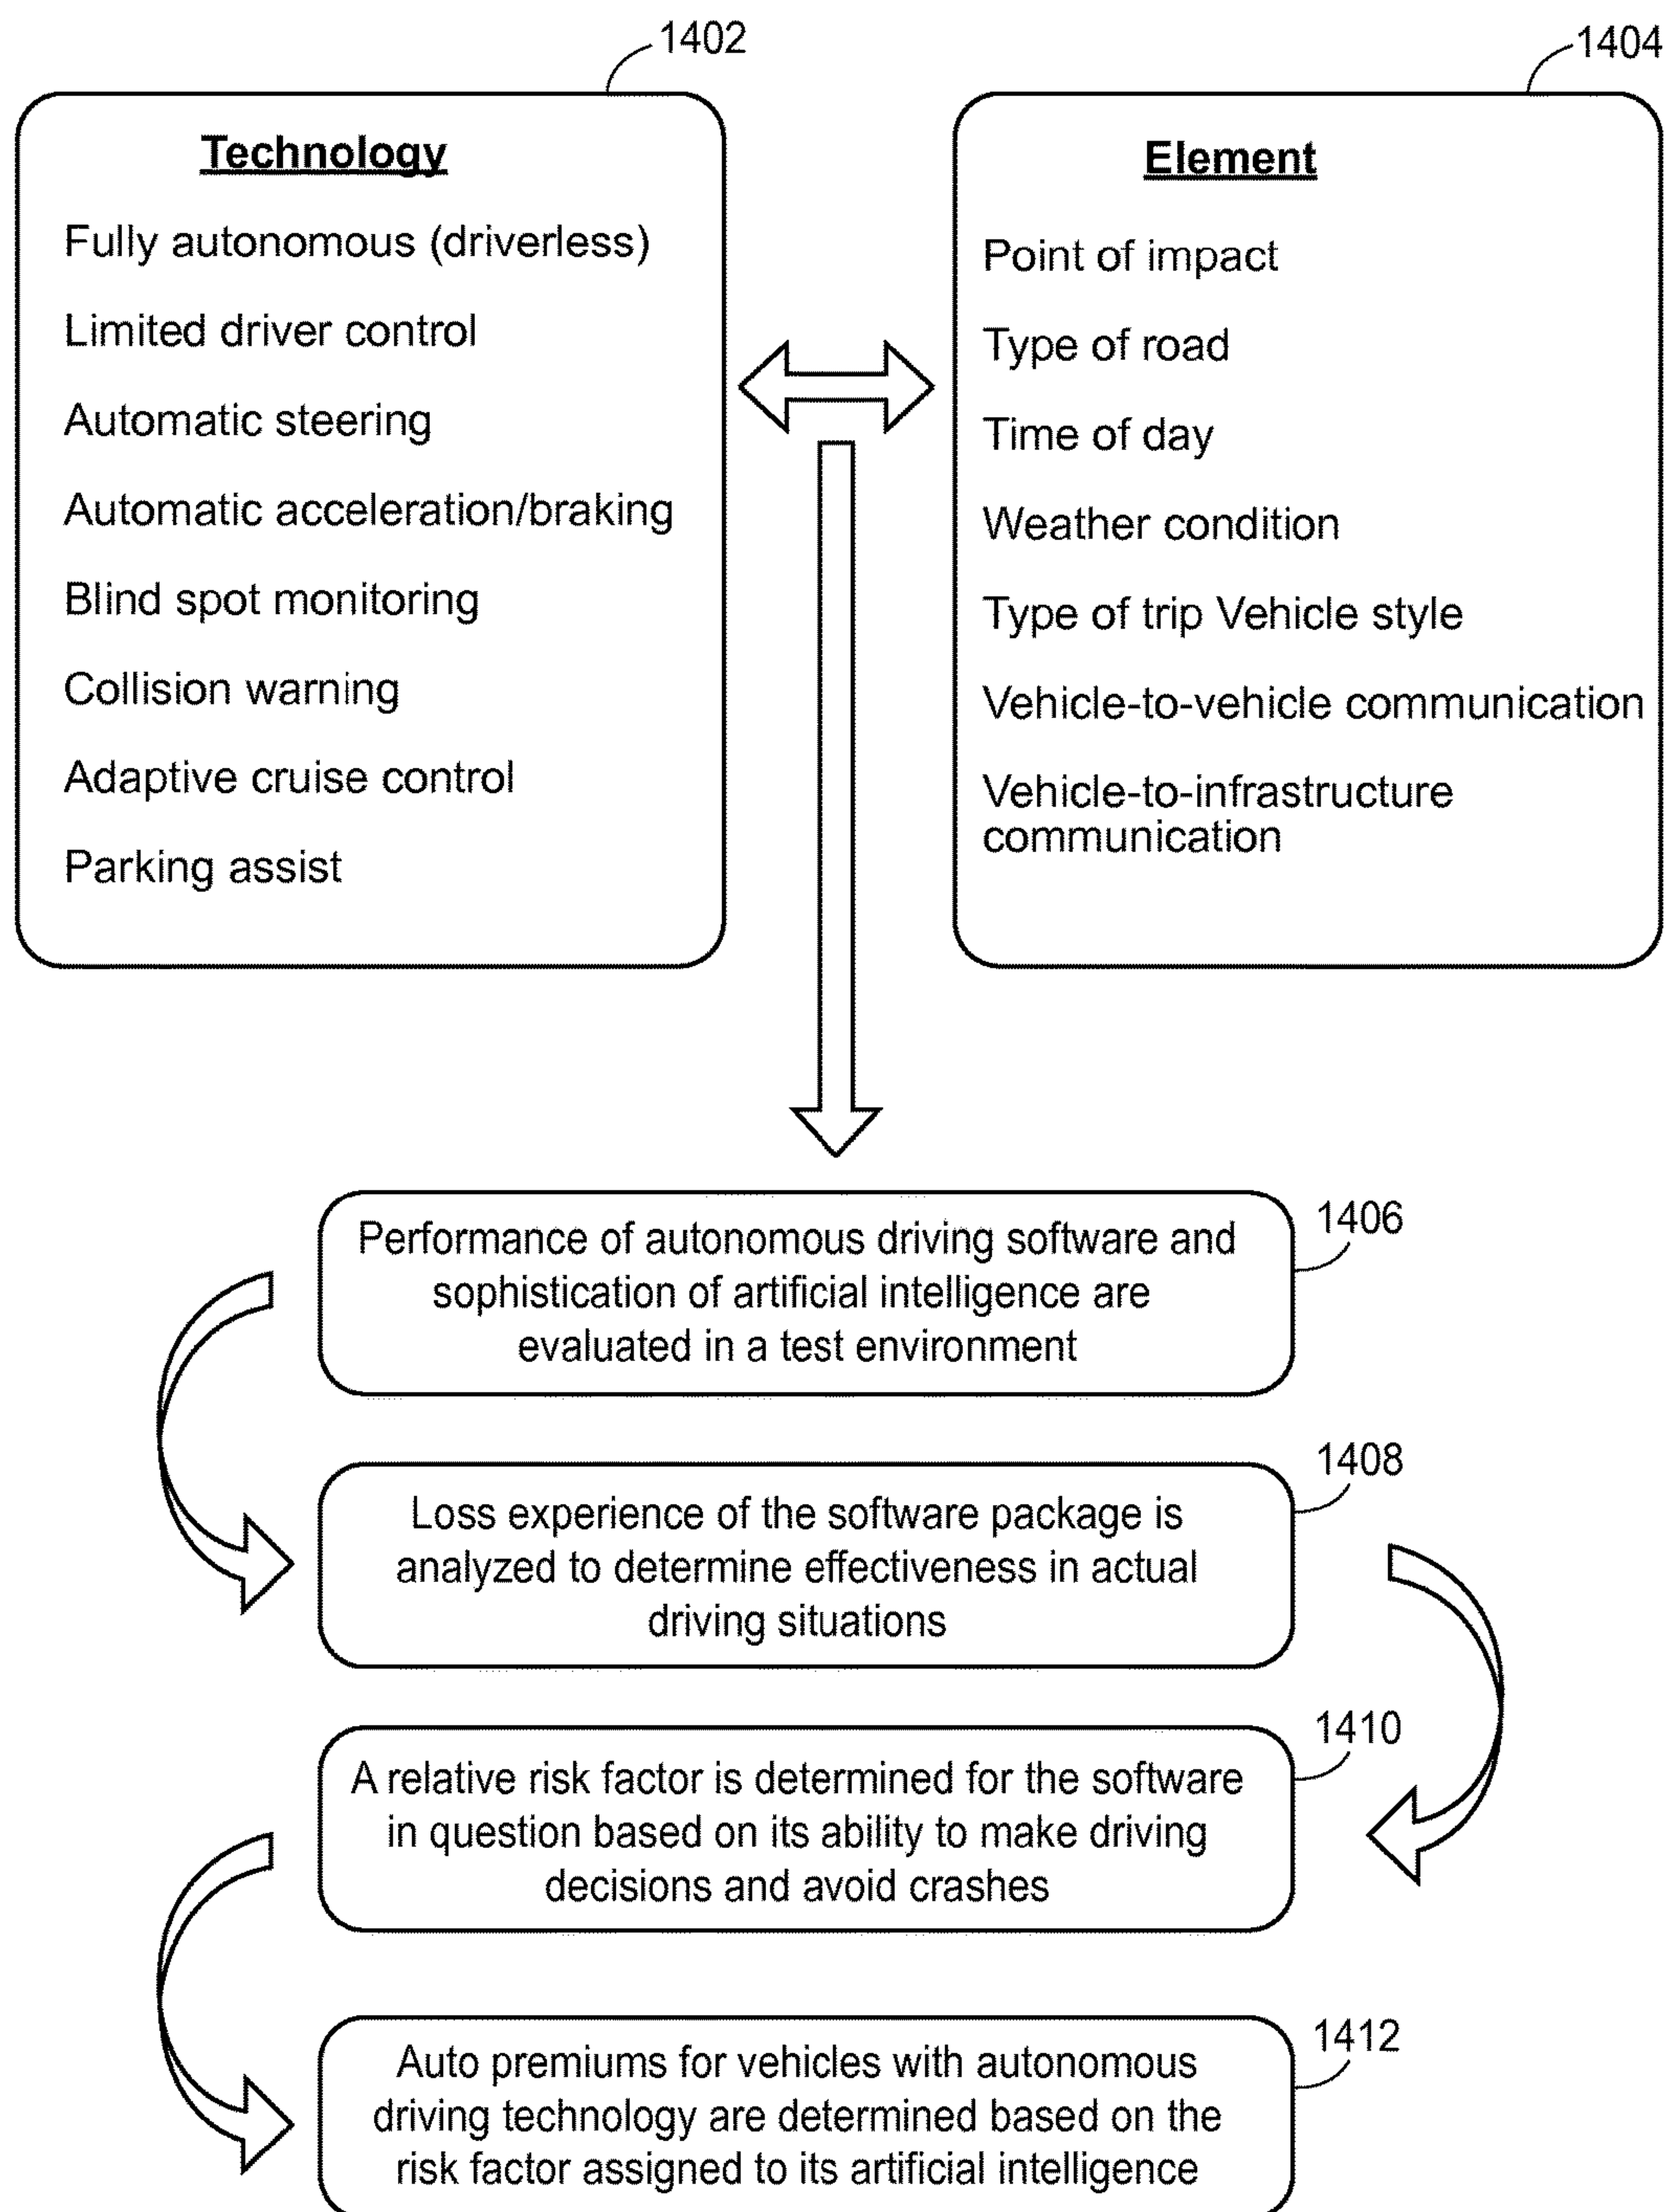 1402
Technology
Fully autonomous (driverless)
Limited driver control
Automatic steering
Automatic acceleration/braking
Blind spot monitoring
Collision warning
Adaptive cruise control
Parking assist
1404
Element
Point of impact
Type of road
Time of day
Weather condition
Type of trip Vehicle style
Vehicle-to-vehicle communication
Vehicle-to-infrastructure
communication
1406
Performance of autonomous driving software and
sophistication of artificial intelligence are
evaluated in a test environment
1408
Loss experience of the software package is
analyzed to determine effectiveness in actual
driving situations
1410
A relative risk factor is determined for the software
in question based on its ability to make driving
decisions and avoid crashes
1412
Auto premiums for vehicles with autonomous
driving technology are determined based on the
risk factor assigned to its artificial intelligence